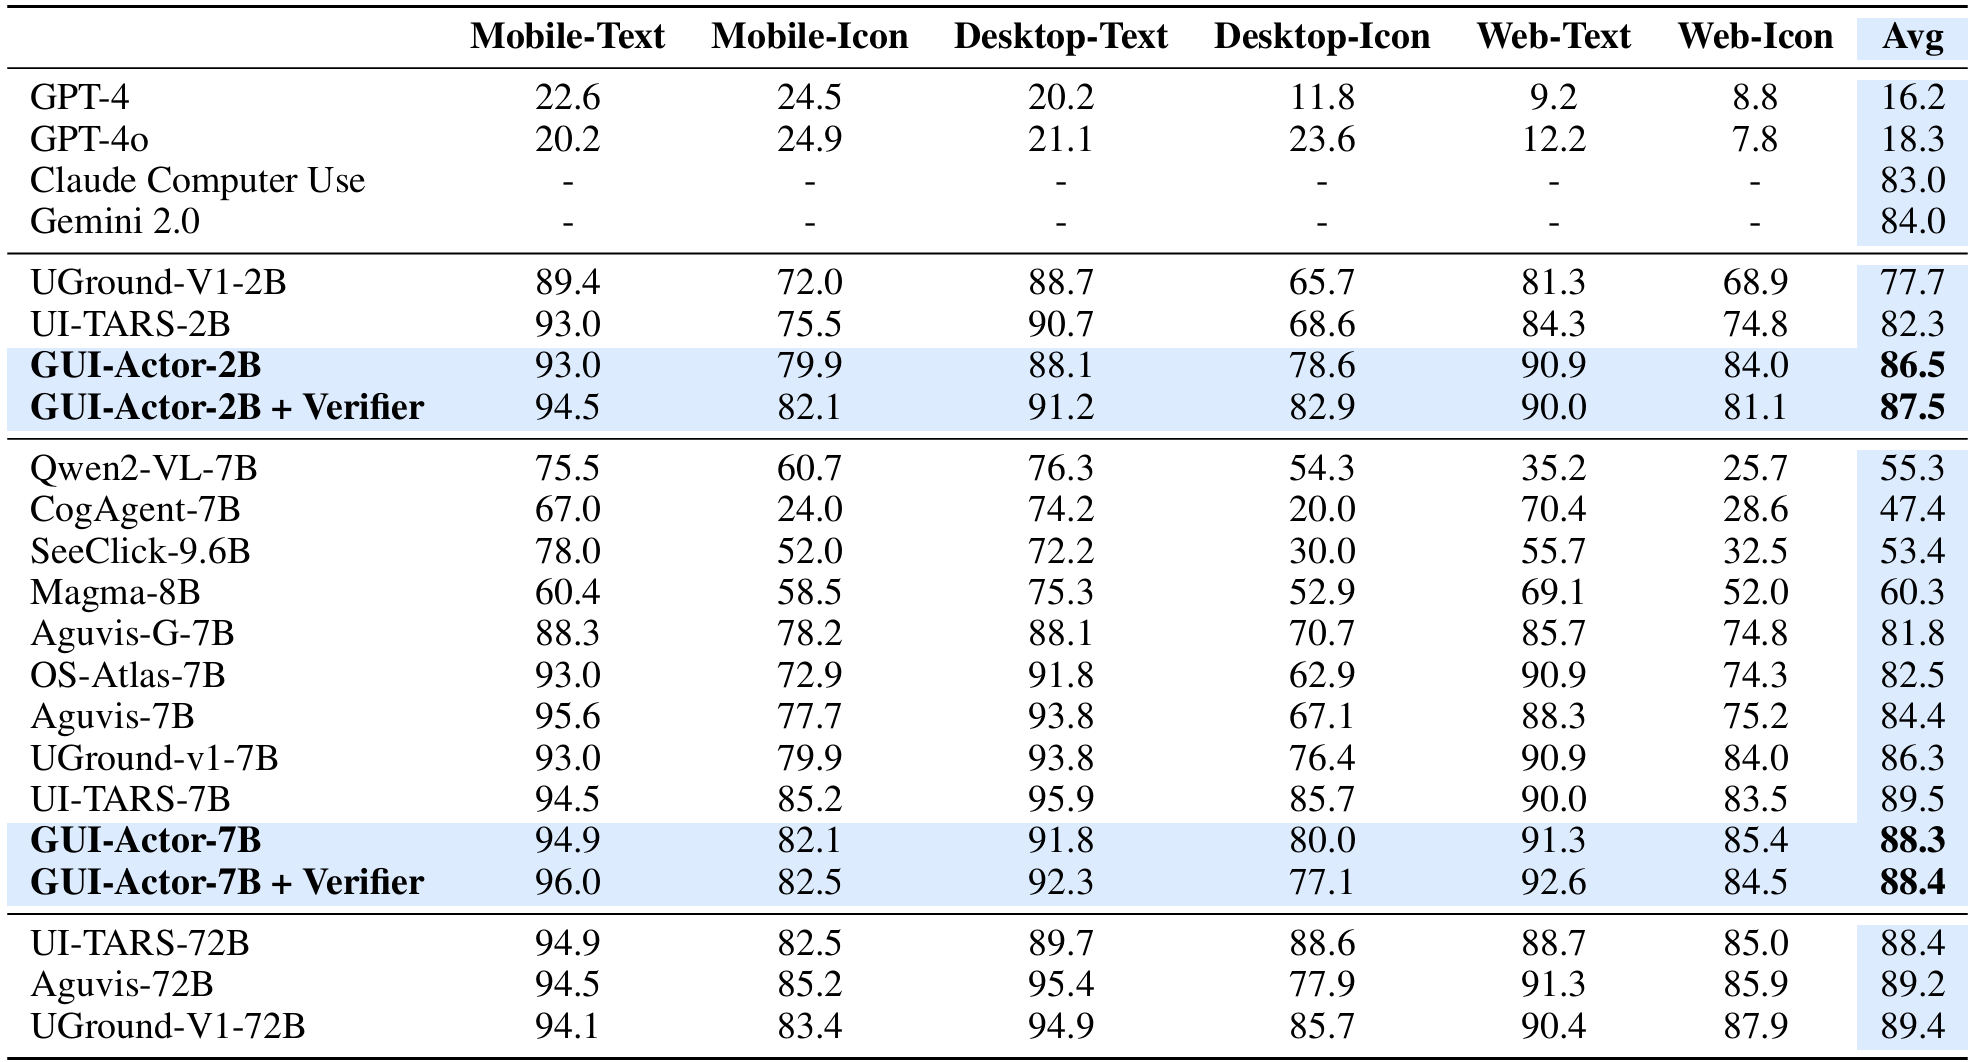 Mobile-Text Mobile-Icon Desktop-Text Desktop-Icon Web-Text Web-Icon Avg
GPT-4 22.6 24.5 20.2 11.8 9.2 8.8 16.2
GPT-4o 20.2 24.9 21.1 23.6 12.2 7.8 18.3
Claude Computer Use - - - - - - 83.0
Gemini 2.0 - - - - - - 84.0
UGround-V1-2B 89.4 72.0 88.7 65.7 81.3 68.9 77.7
UI-TARS-2B 93.0 75.5 90.7 68.6 84.3 74.8 82.3
GUI-Actor-2B 93.0 79.9 88.1 78.6 90.9 84.0 86.5
GUI-Actor-2B + Verifier 94.5 82.1 91.2 82.9 90.0 81.1 87.5
Qwen2-VL-7B 75.5 60.7 76.3 54.3 35.2 25.7 55.3
CogAgent-7B 67.0 24.0 74.2 20.0 70.4 28.6 47.4
SeeClick-9.6B 78.0 52.0 72.2 30.0 55.7 32.5 53.4
Magma-8B 60.4 58.5 75.3 52.9 69.1 52.0 60.3
Aguvis-G-7B 88.3 78.2 88.1 70.7 85.7 74.8 81.8
OS-Atlas-7B 93.0 72.9 91.8 62.9 90.9 74.3 82.5
Aguvis-7B 95.6 77.7 93.8 67.1 88.3 75.2 84.4
UGround-v1-7B 93.0 79.9 93.8 76.4 90.9 84.0 86.3
UI-TARS-7B 94.5 85.2 95.9 85.7 90.0 83.5 89.5
GUI-Actor-7B 94.9 82.1 91.8 80.0 91.3 85.4 88.3
GUI-Actor-7B + Verifier 96.0 82.5 92.3 77.1 92.6 84.5 88.4
UI-TARS-72B 94.9 82.5 89.7 88.6 88.7 85.0 88.4
Aguvis-72B 94.5 85.2 95.4 77.9 91.3 85.9 89.2
UGround-V1-72B 94.1 83.4 94.9 85.7 90.4 87.9 89.4